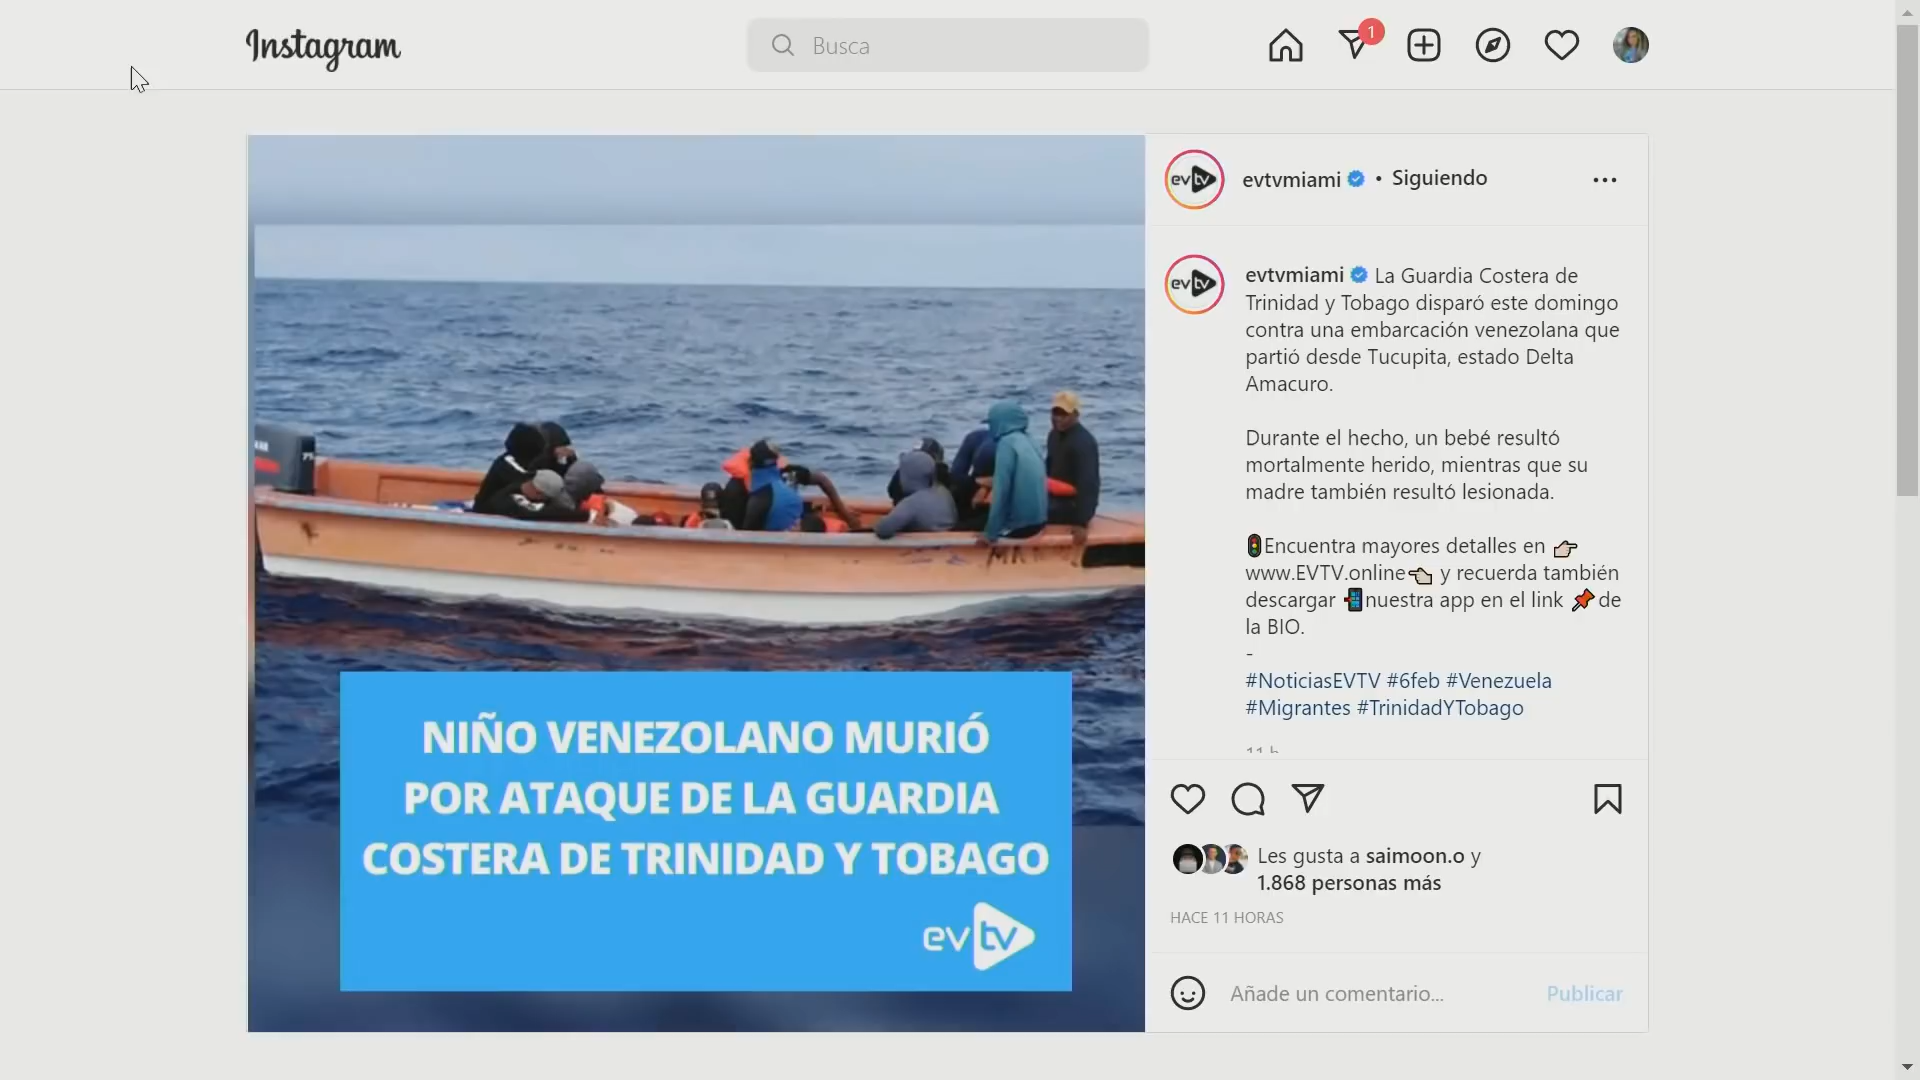 Instagram
Busca
1
evtvmiami • Siguiendo
evtvmiami La Guardia Costera de
Trinidad y Tobago disparó este domingo
contra una embarcación venezolana que
partió desde Tucupita, estado Delta
Amacuro.
Durante el hecho, un bebé resultó
mortalmente herido, mientras que su
madre también resultó lesionada.
🚦Encuentra mayores detalles en 👉
www.EVTV.online👈 y recuerda también
descargar 📲nuestra app en el link 📌de
la BIO.
-
#NoticiasEVTV #6feb #Venezuela
#Migrantes #TrinidadYTobago
11 h
Les gusta a saimoon.o y
1.868 personas más
HACE 11 HORAS
Añade un comentario... Publicar
NIÑO VENEZOLANO MURIÓ
POR ATAQUE DE LA GUARDIA
COSTERA DE TRINIDAD Y TOBAGO
evtv